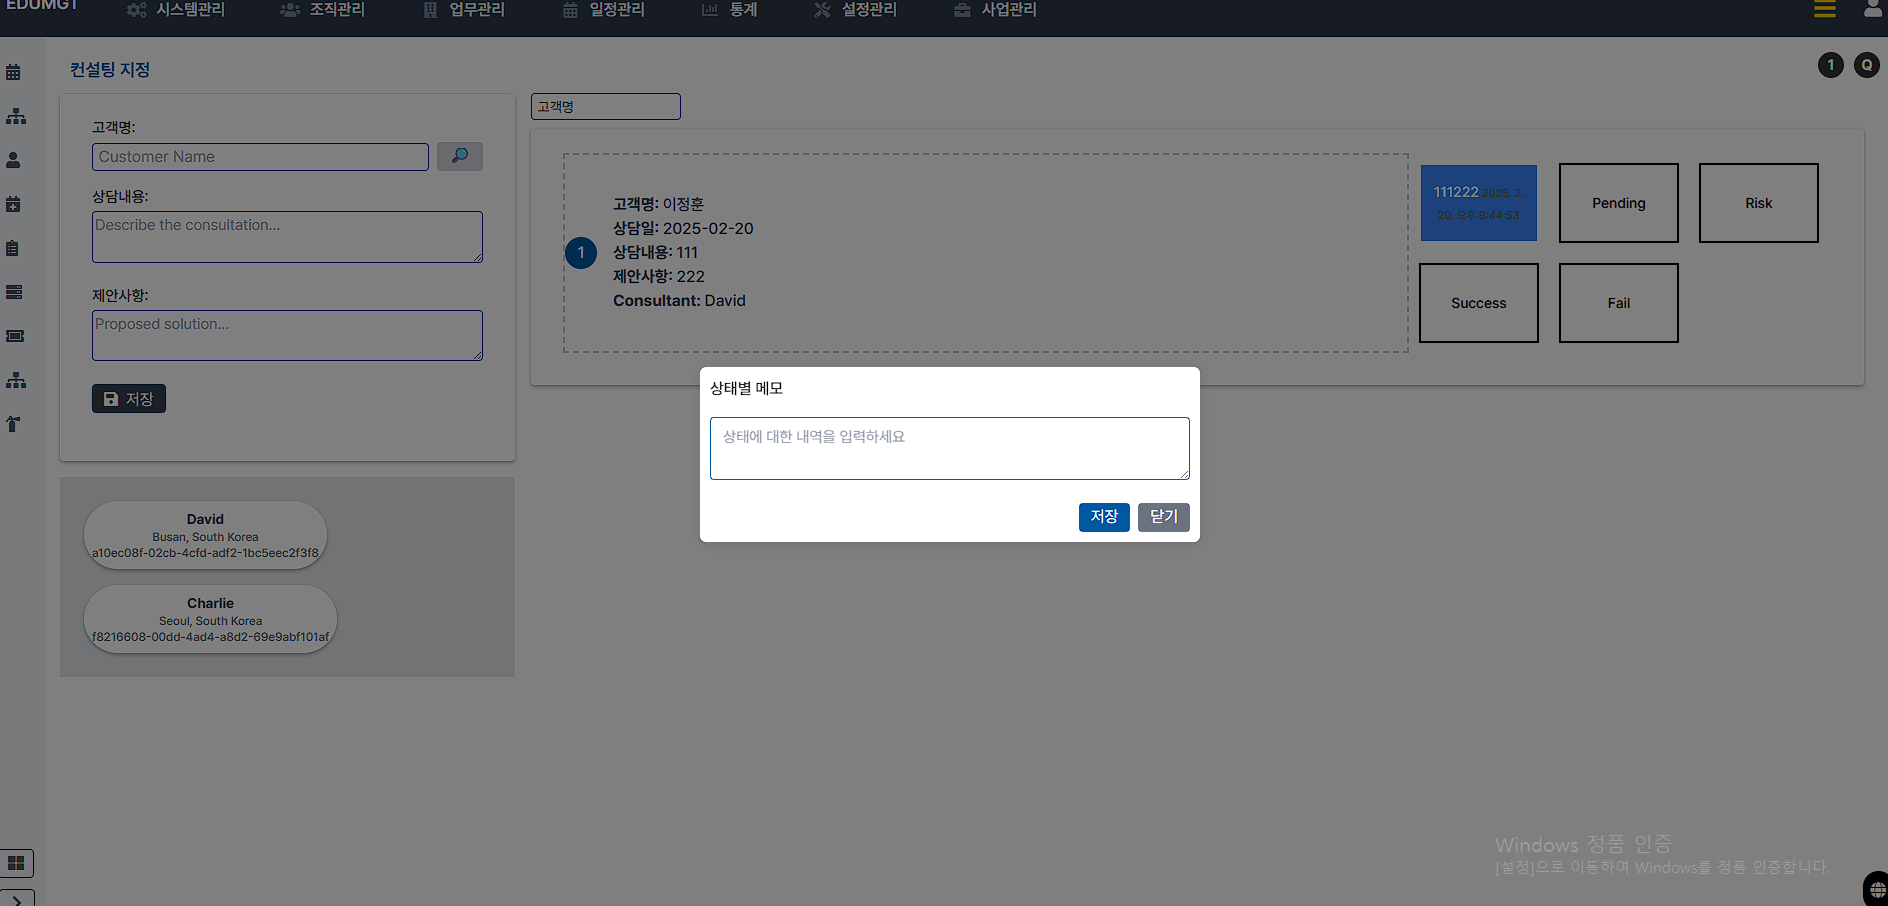 EDUMGT
시스템관리
조직관리
업무관리
일정관리
통계
설정관리
사업관리
컨설팅 지정
1
Q
고객명:
Customer Name
상담내용:
Describe the consultation...
제안사항:
Proposed solution...
저장
David
Busan, South Korea
a10ec08f-02cb-4cfd-adf2-1bc5eec2f3f8
Charlie
Seoul, South Korea
f8216608-00dd-4ad4-a8d2-69e9abf101af
고객명
1
고객명: 이정훈
상담일: 2025-02-20
상담내용: 111
제안사항: 222
Consultant: David
111222 2025. 2.
20. 오후 9:44:53
Pending
Risk
Success
Fail
상태별 메모
상태에 대한 내역을 입력하세요
저장
닫기
Windows 정품 인증
[설정]으로 이동하여 Windows를 정품 인증합니다.